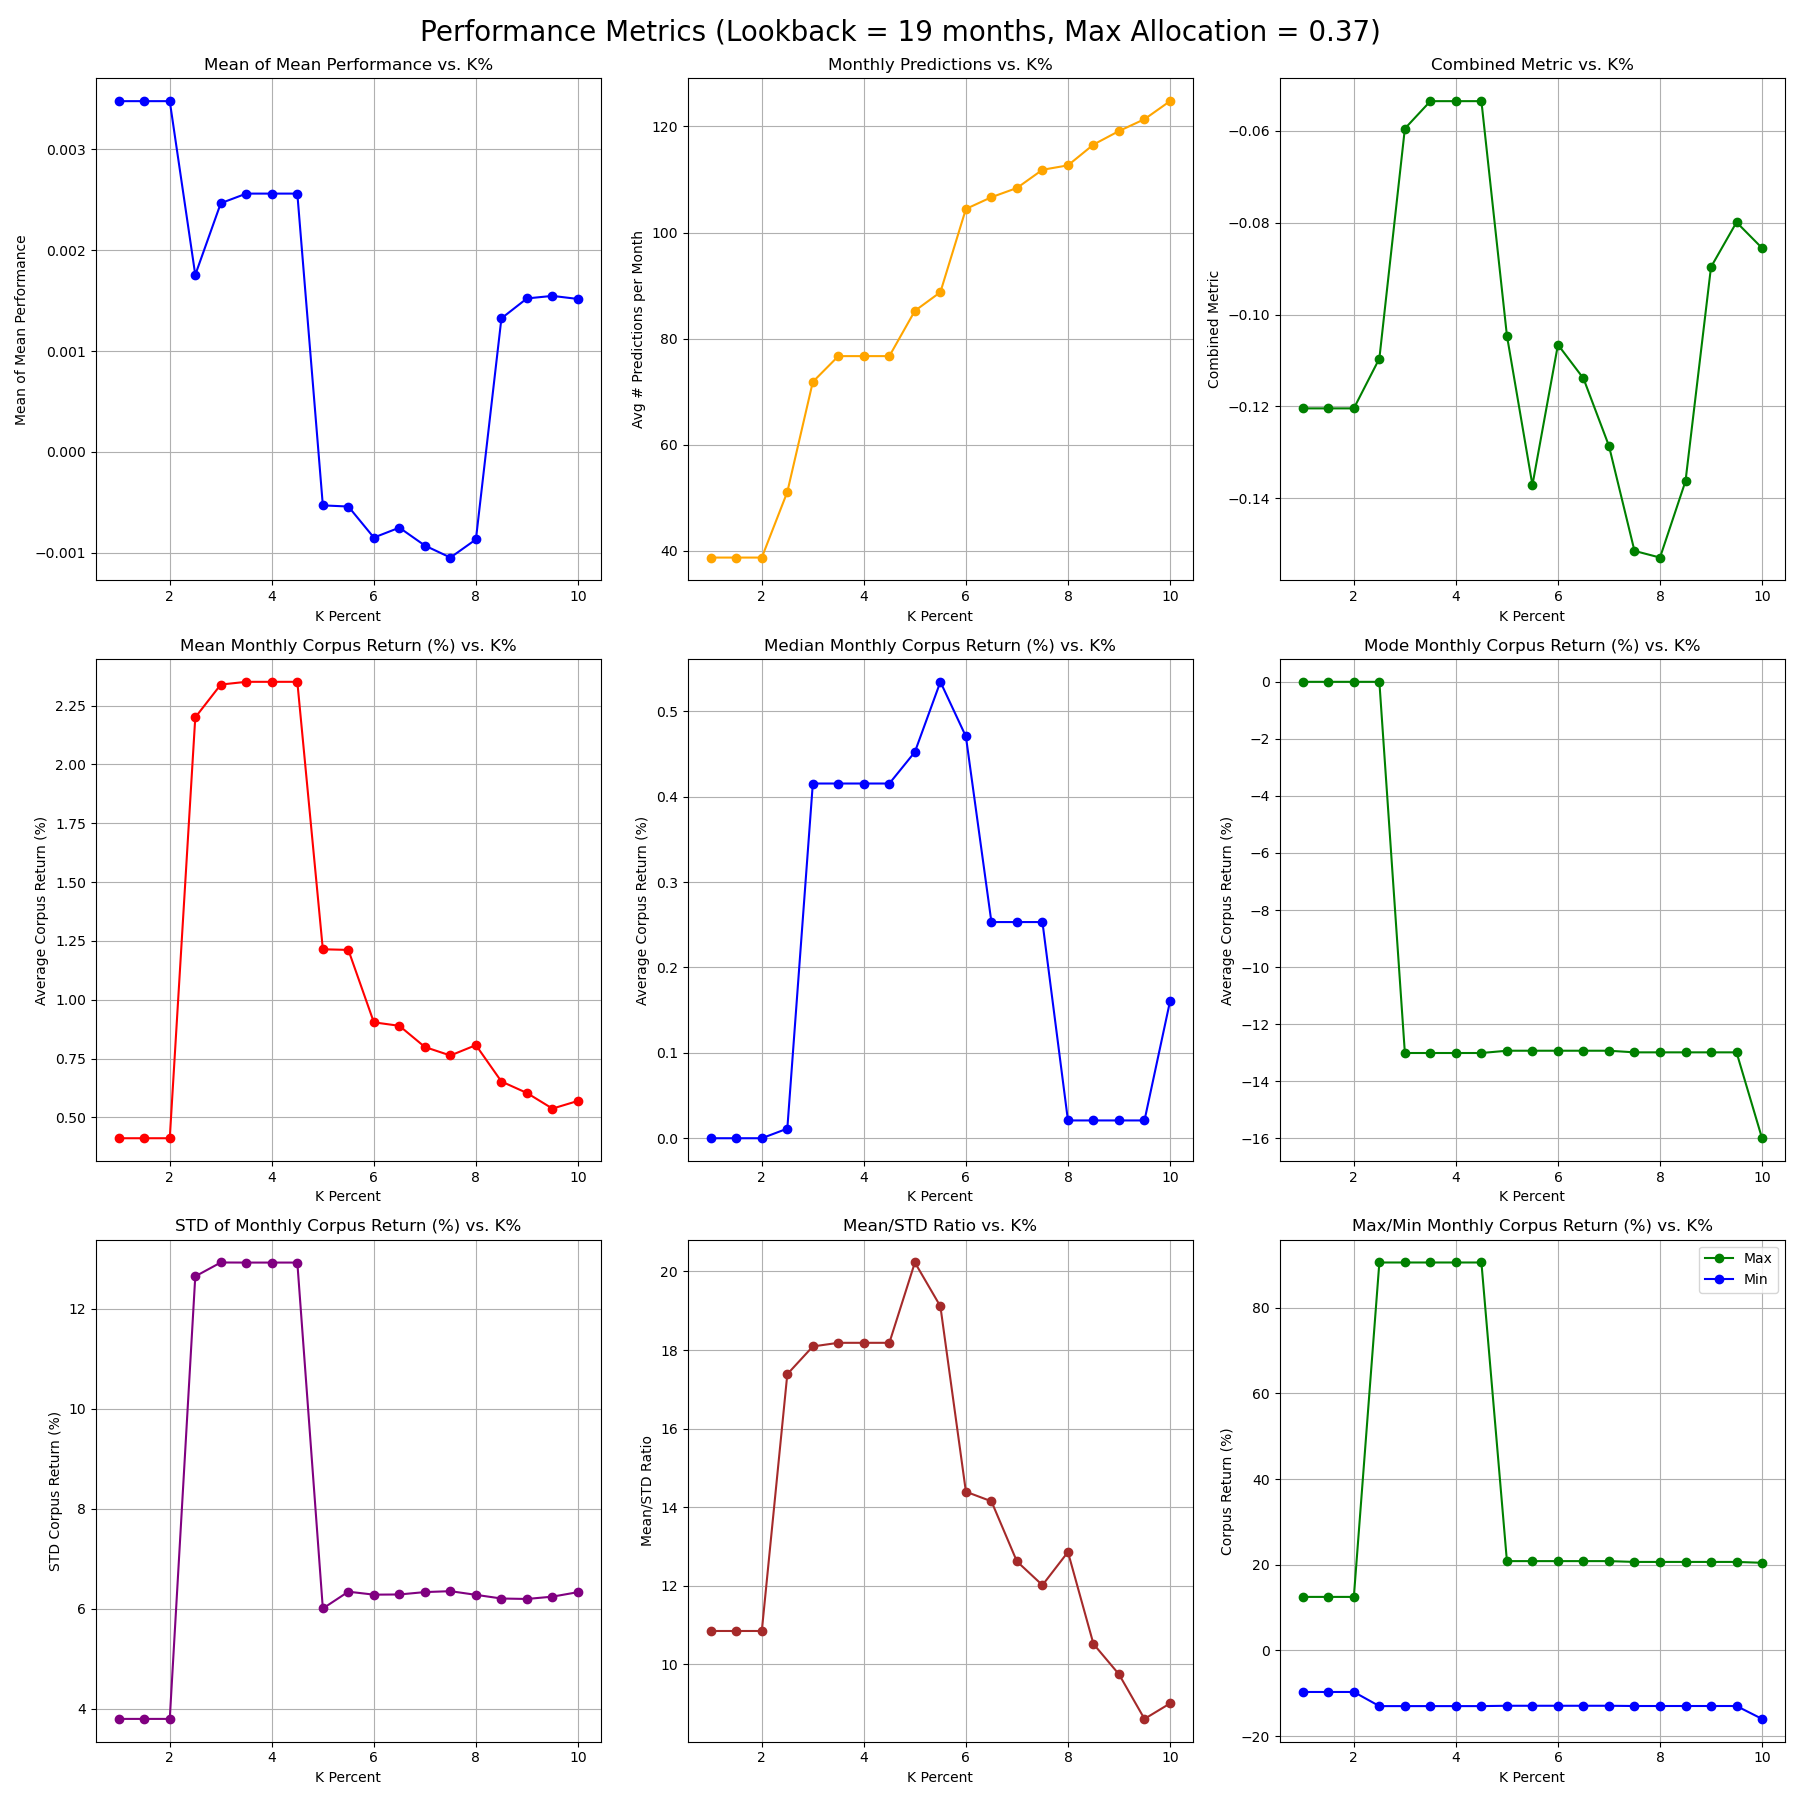 Performance Metrics (Lookback = 19 months, Max Allocation = 0.37)
Mean of Mean Performance vs. K%
Mean of Mean Performance
0.003
0.002
0.001
0.000
−0.001
2 4 6 8 10
K Percent
Monthly Predictions vs. K%
Avg # Predictions per Month
120
100
80
60
40
2 4 6 8 10
K Percent
Combined Metric vs. K%
Combined Metric
−0.06
−0.08
−0.10
−0.12
−0.14
2 4 6 8 10
K Percent
Mean Monthly Corpus Return (%) vs. K%
Average Corpus Return (%)
2.25
2.00
1.75
1.50
1.25
1.00
0.75
0.50
2 4 6 8 10
K Percent
Median Monthly Corpus Return (%) vs. K%
Average Corpus Return (%)
0.5
0.4
0.3
0.2
0.1
0.0
2 4 6 8 10
K Percent
Mode Monthly Corpus Return (%) vs. K%
Average Corpus Return (%)
0
−2
−4
−6
−8
−10
−12
−14
−16
2 4 6 8 10
K Percent
STD of Monthly Corpus Return (%) vs. K%
STD Corpus Return (%)
12
10
8
6
4
2 4 6 8 10
K Percent
Mean/STD Ratio vs. K%
Mean/STD Ratio
20
18
16
14
12
10
2 4 6 8 10
K Percent
Max/Min Monthly Corpus Return (%) vs. K%
Corpus Return (%)
Max
Min
80
60
40
20
0
−20
2 4 6 8 10
K Percent